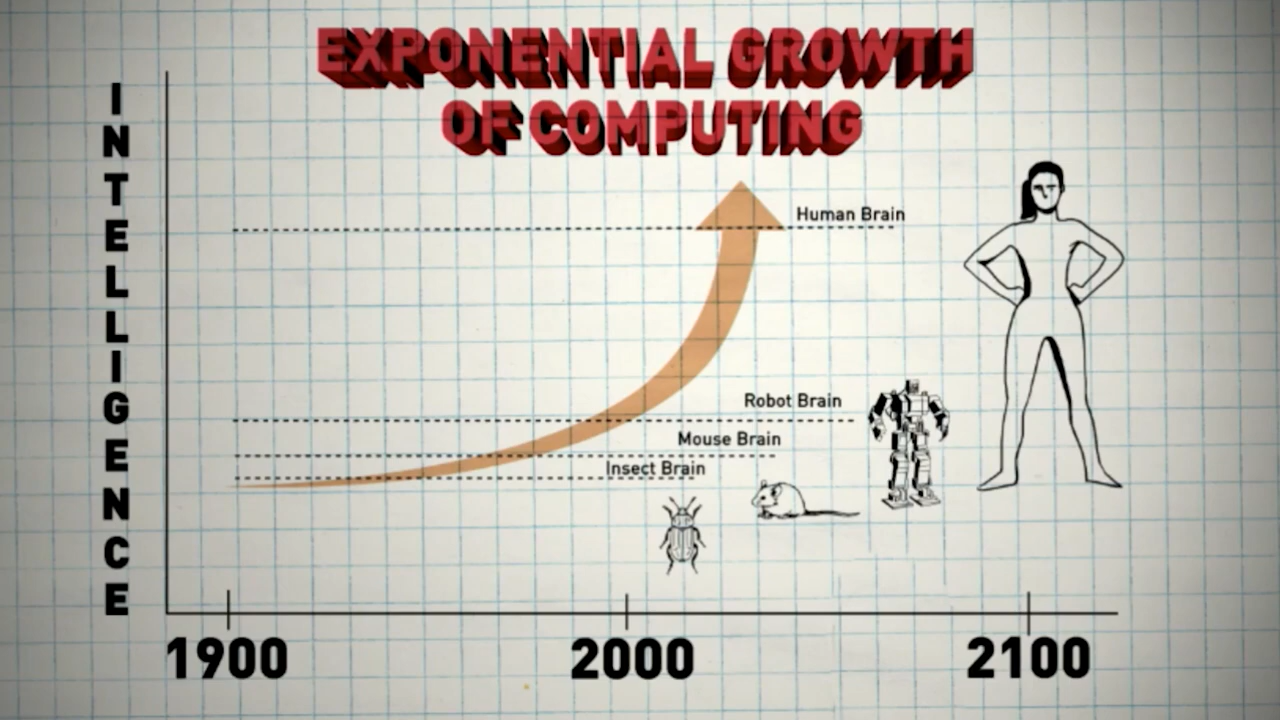 EXPONENTIAL GROWTH
OF COMPUTING
INTELLIGENCE
Human Brain
Robot Brain
Mouse Brain
Insect Brain
1900
2000
2100